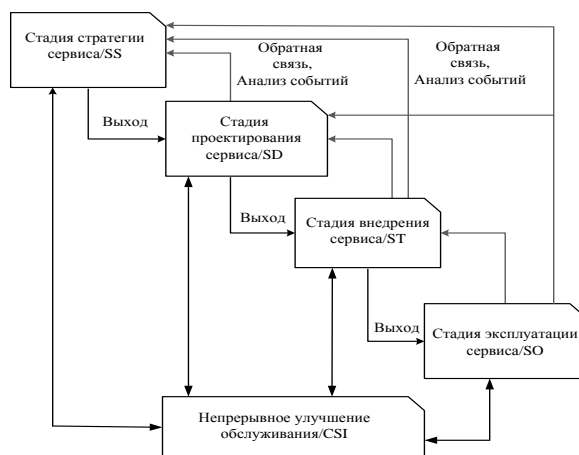 Стадия стратегии
сервиса/SS
Обратная
связь,
Анализ событий
Обратная
связь,
Анализ событий
Выход
Стадия
проектирования
сервиса/SD
Выход
Стадия внедрения
сервиса/ST
Выход
Стадия эксплуатации
сервиса/SO
Непрерывное улучшение
обслуживания/CSI